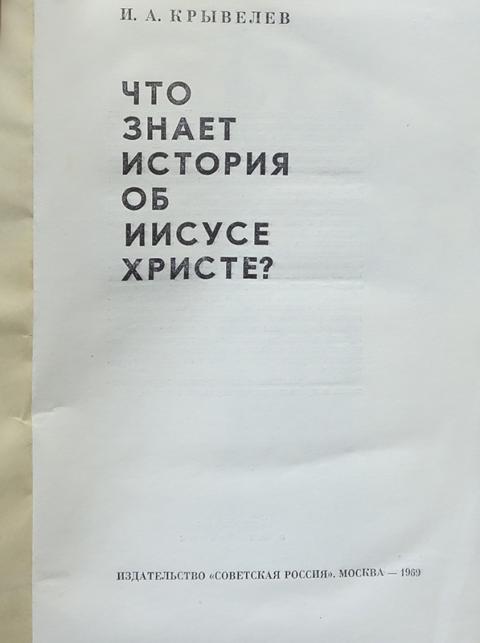 И. А. КРЫВЕЛЕВ
ЧТО
ЗНАЕТ
ИСТОРИЯ
ОБ
ИИСУСЕ
ХРИСТЕ?
ИЗДАТЕЛЬСТВО «СОВЕТСКАЯ РОССИЯ». МОСКВА — 1969